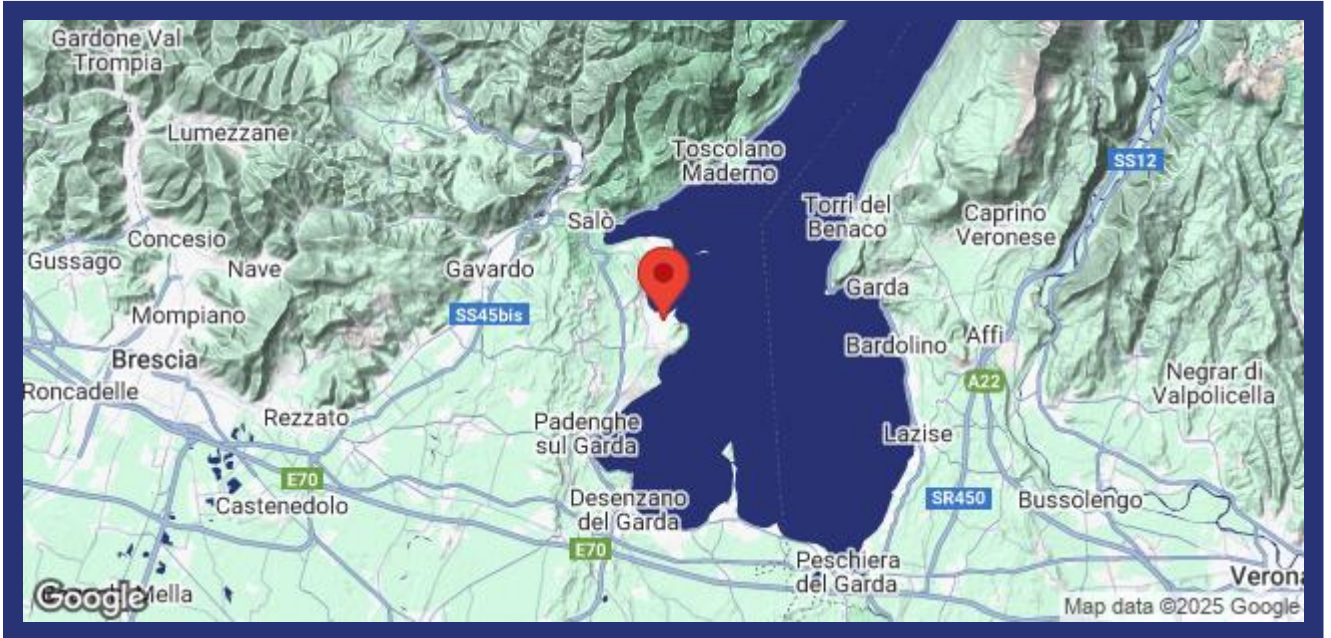 Gardone Val
Trompia
Lumezzane
Toscolano
Maderno
SS12
Salò
Torri del
Benaco
Caprino
Veronese
Concesio
Gussago
Nave
Gavardo
Garda
Mompiano
SS45bis
Bardolino
Affi
Brescia
Roncadelle
A22
Negrar di
Valpolicella
Rezzato
Padenghe
sul Garda
Lazise
E70
Castenedolo
Desenzano
del Garda
SR450
Bussolengo
E70
Peschiera
del Garda
Verona
Mella
Google
Map data ©2025 Google